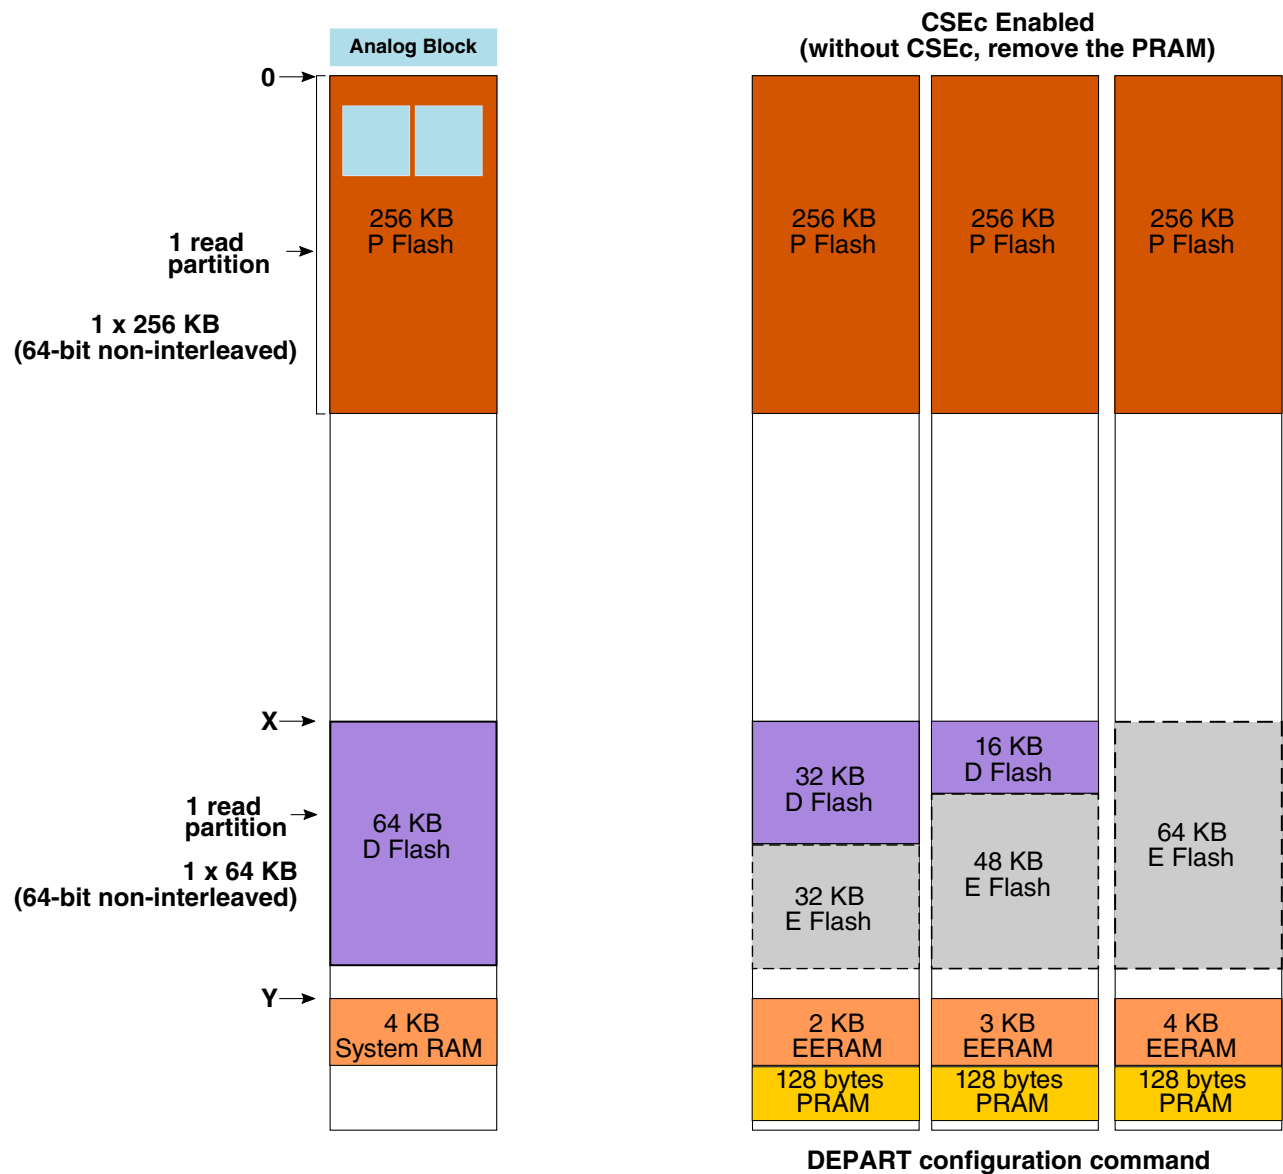 CSEc Enabled
(without CSEc, remove the PRAM)
Analog Block
0
256 KB
P Flash
1 read
partition
1 x 256 KB
(64-bit non-interleaved)
256 KB
P Flash
256 KB
P Flash
256 KB
P Flash
X
64 KB
D Flash
1 read
partition
1 x 64 KB
(64-bit non-interleaved)
32 KB
D Flash
32 KB
E Flash
16 KB
D Flash
48 KB
E Flash
64 KB
E Flash
Y
4 KB
System RAM
2 KB
EERAM
128 bytes
PRAM
3 KB
EERAM
128 bytes
PRAM
4 KB
EERAM
128 bytes
PRAM
DEPART configuration command